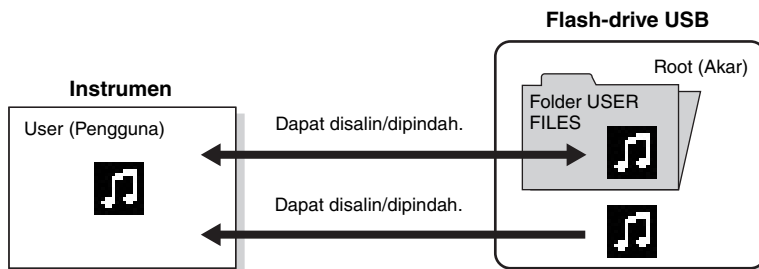 Flash-drive USB
Instrumen
Root (Akar)
User (Pengguna)
Dapat disalin/dipindah.
Folder USER
FILES
Dapat disalin/dipindah.